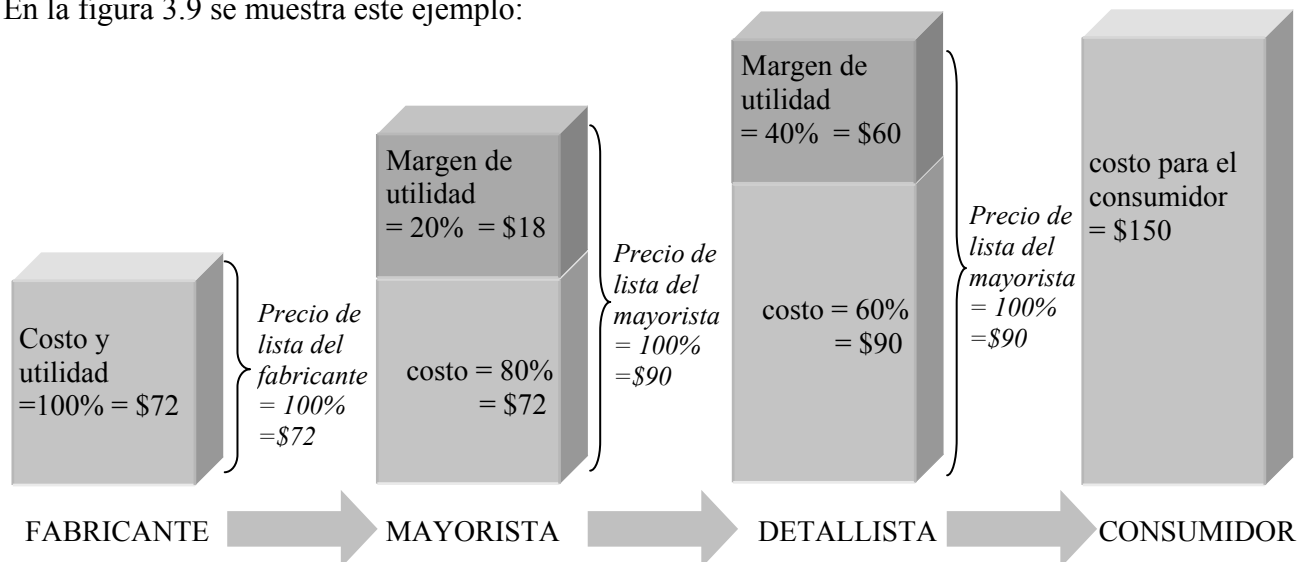 En la figura 3.9 se muestra este ejemplo:
Costo y
utilidad
=100% = $72
Precio de
lista del
fabricante
= 100%
=$72
Margen de
utilidad
= 20%  = $18
costo = 80%
= $72
Precio de
lista del
mayorista
= 100%
=$90
Margen de
utilidad
= 40%  = $60
costo = 60%
= $90
Precio de
lista del
mayorista
= 100%
=$90
costo para el
consumidor
= $150
FABRICANTE MAYORISTA DETALLISTA CONSUMIDOR